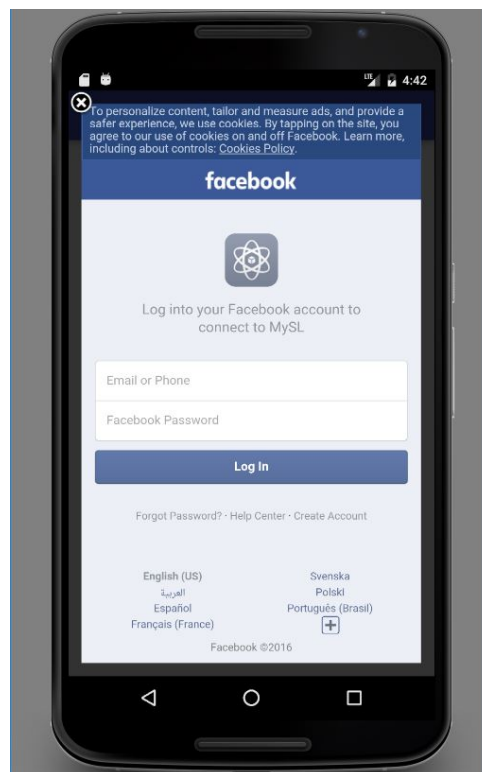 LTE 4:42
To personalize content, tailor and measure ads, and provide a
safer experience, we use cookies. By tapping on the site, you
agree to our use of cookies on and off Facebook. Learn more,
including about controls: Cookies Policy.
facebook
Log into your Facebook account to
connect to MySL
Email or Phone
Facebook Password
Log In
Forgot Password? · Help Center · Create Account
English (US) Svenska
العربية Polski
Español Português (Brasil)
Français (France)
Facebook ©2016